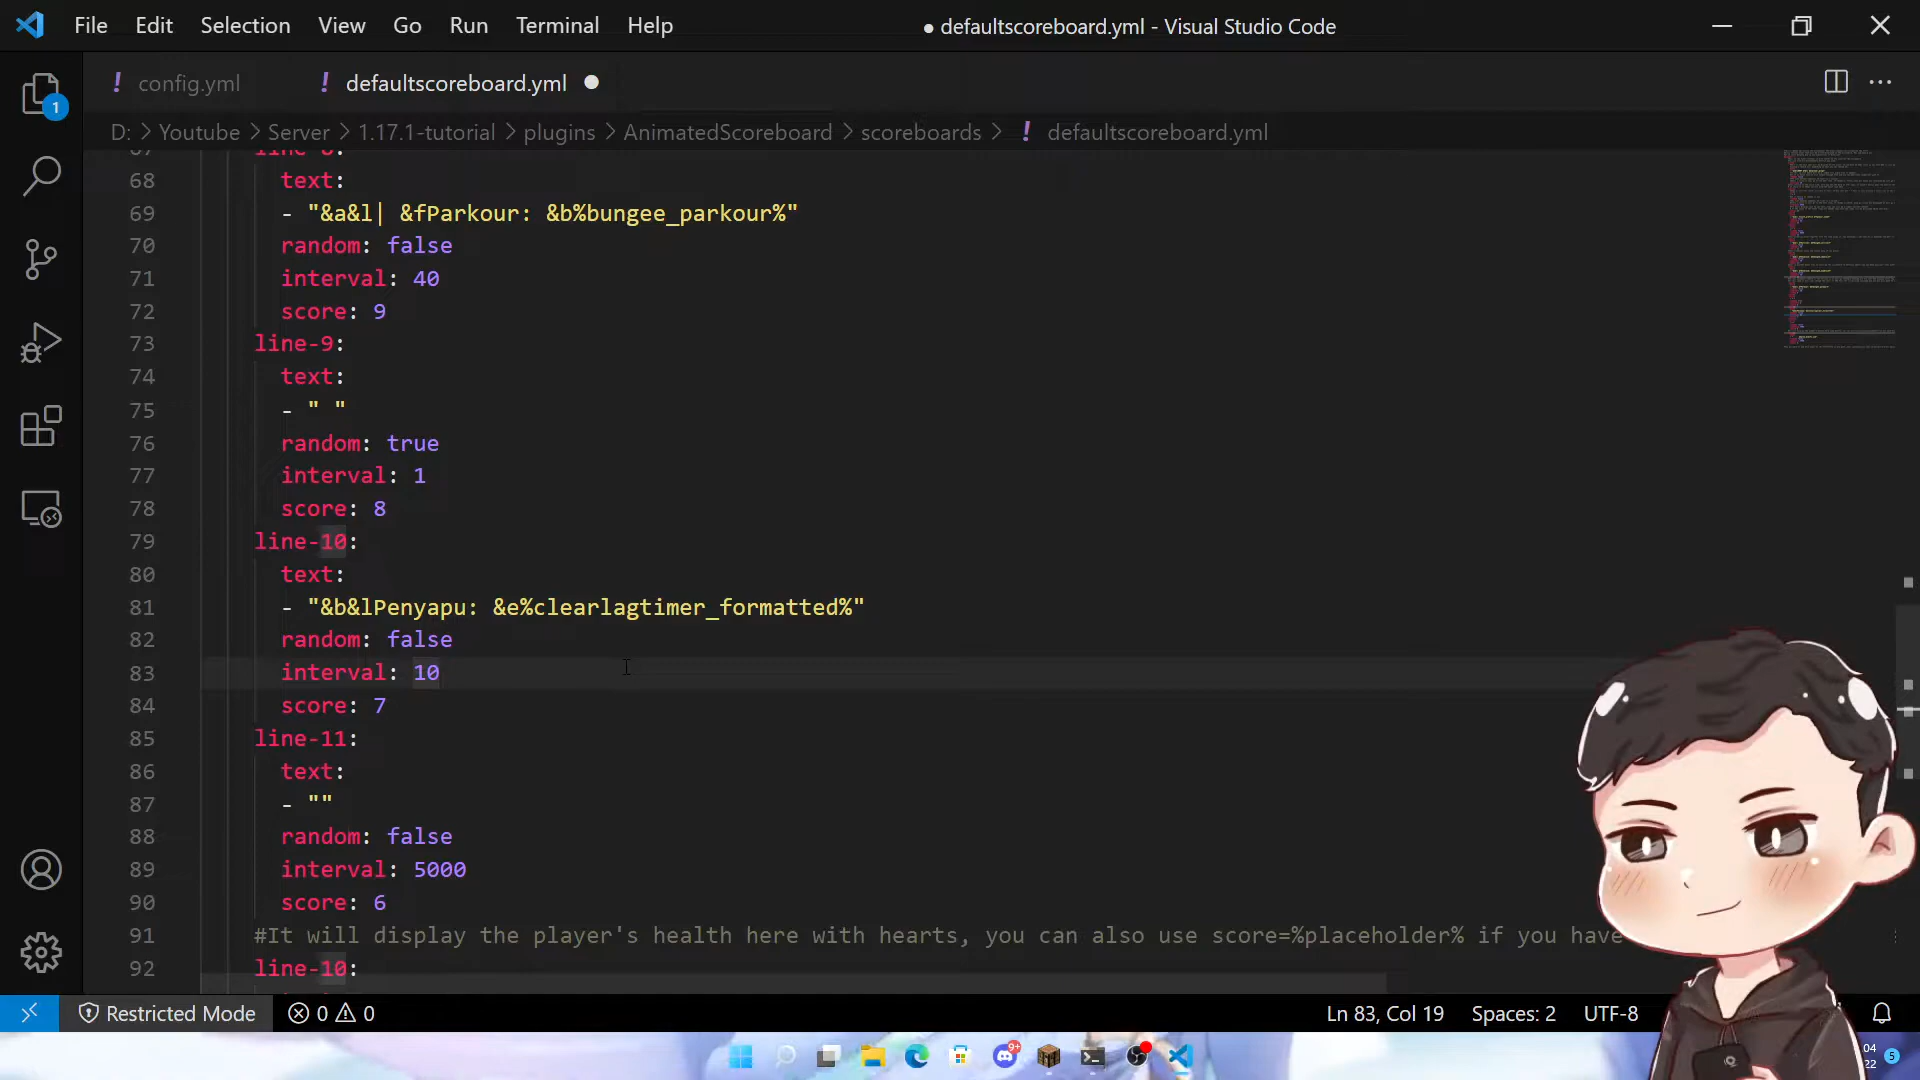 File Edit Selection View Go Run Terminal Help
● defaultscoreboard.yml - Visual Studio Code
! config.yml
! defaultscoreboard.yml ●
D: > Youtube > Server > 1.17.1-tutorial > plugins > AnimatedScoreboard > scoreboards > ! defaultscoreboard.yml
1
68 text:
69 - "&a&l| &fParkour: &b%bungee_parkour%"
70 random: false
71 interval: 40
72 score: 9
73 line-9:
74 text:
75 - " "
76 random: true
77 interval: 1
78 score: 8
79 line-10:
80 text:
81 - "&b&lPenyapu: &e%clearlagtimer_formatted%"
82 random: false
83 interval: 10
84 score: 7
85 line-11:
86 text:
87 - ""
88 random: false
89 interval: 5000
90 score: 6
91 #It will display the player's health here with hearts, you can also use score=%placeholder% if you have
92 line-10:
Restricted Mode 0 0
Ln 83, Col 19 Spaces: 2 UTF-8
9+
04
22
5